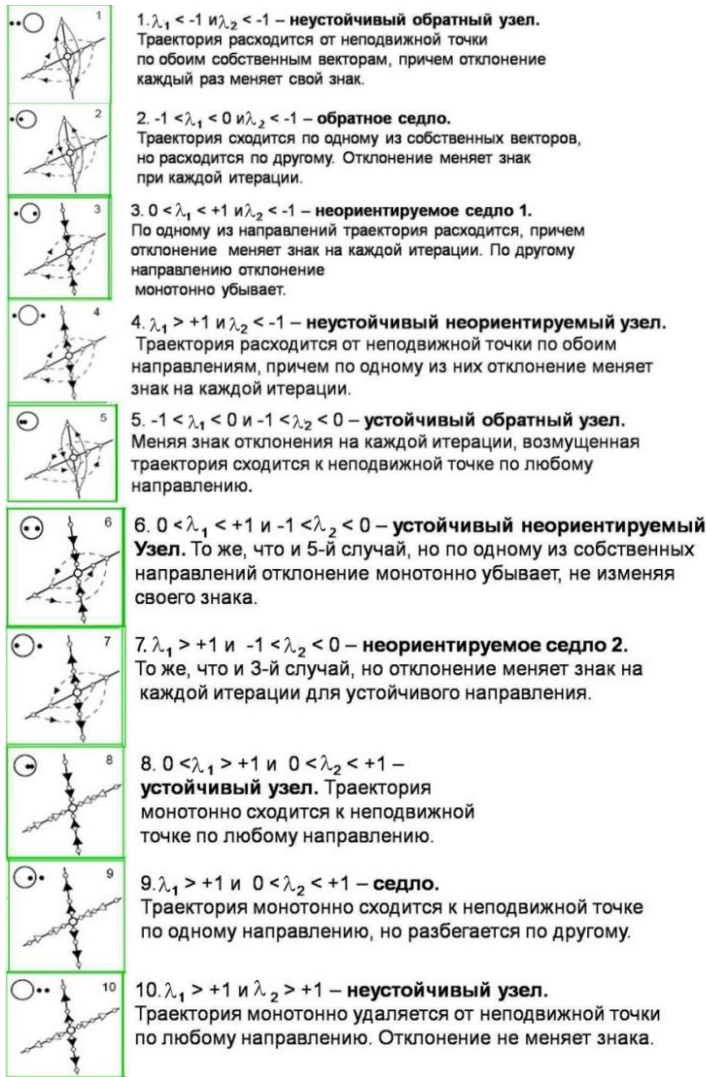 1
1.λ₁ < -1 иλ₂ < -1 – неустойчивый обратный узел.
Траектория расходится от неподвижной точки
по обоим собственным векторам, причем отклонение
каждый раз меняет свой знак.
2
2. -1 <λ₁ < 0 иλ₂ < -1 – обратное седло.
Траектория сходится по одному из собственных векторов,
но расходится по другому. Отклонение меняет знак
при каждой итерации.
3
3. 0 < λ₁ < +1 иλ₂ < -1 – неориентируемое седло 1.
По одному из направлений траектория расходится, причем
отклонение меняет знак на каждой итерации. По другому
направлению отклонение
монотонно убывает.
4
4. λ₁ > +1 и λ₂ < -1 – неустойчивый неориентируемый узел.
Траектория расходится от неподвижной точки по обоим
направлениям, причем по одному из них отклонение меняет
знак на каждой итерации.
5
5. -1 < λ₁ < 0 и -1 <λ₂ < 0 – устойчивый обратный узел.
Меняя знак отклонения на каждой итерации, возмущенная
траектория сходится к неподвижной точке по любому
направлению.
6
6. 0 <λ₁ < +1 и -1 <λ₂ < 0 – устойчивый неориентируемый
Узел. То же, что и 5-й случай, но по одному из собственных
направлений отклонение монотонно убывает, не изменяя
своего знака.
7
7. λ₁ > +1 и -1 <λ₂ < 0 – неориентируемое седло 2.
То же, что и 3-й случай, но отклонение меняет знак на
каждой итерации для устойчивого направления.
8
8. 0 <λ₁ > +1 и 0 <λ₂ < +1 –
устойчивый узел. Траектория
монотонно сходится к неподвижной
точке по любому направлению.
9
9.λ₁ > +1 и 0 <λ₂ < +1 – седло.
Траектория монотонно сходится к неподвижной точке
по одному направлению, но разбегается по другому.
10
10.λ₁ > +1 и λ₂ > +1 – неустойчивый узел.
Траектория монотонно удаляется от неподвижной точки
по любому направлению. Отклонение не меняет знака.